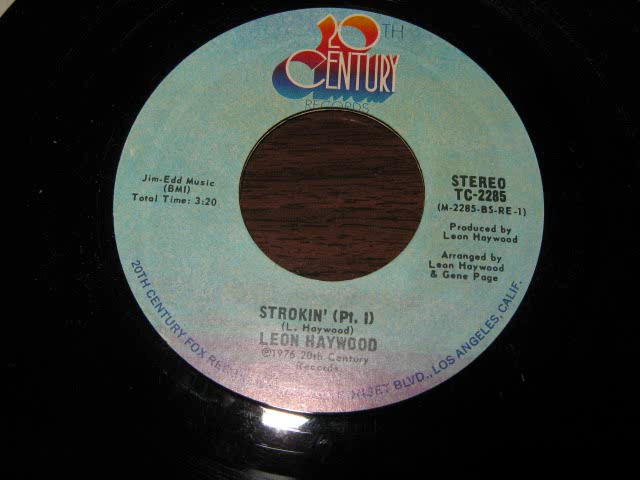 20TH
CENTURY
RECORDS
Jim-Edd Music
(BMI)
Total Time: 3:20
STEREO
TC-2285
(M-2285-BS-RE-1)
Produced by
Leon Haywood
Arranged by
Leon Haywood
& Gene Page
STROKIN' (Pt. I)
(L. Haywood)
LEON HAYWOOD
©1976 20th Century
Records
20TH CENTURY FOX BLVD., LOS ANGELES, CALIF.